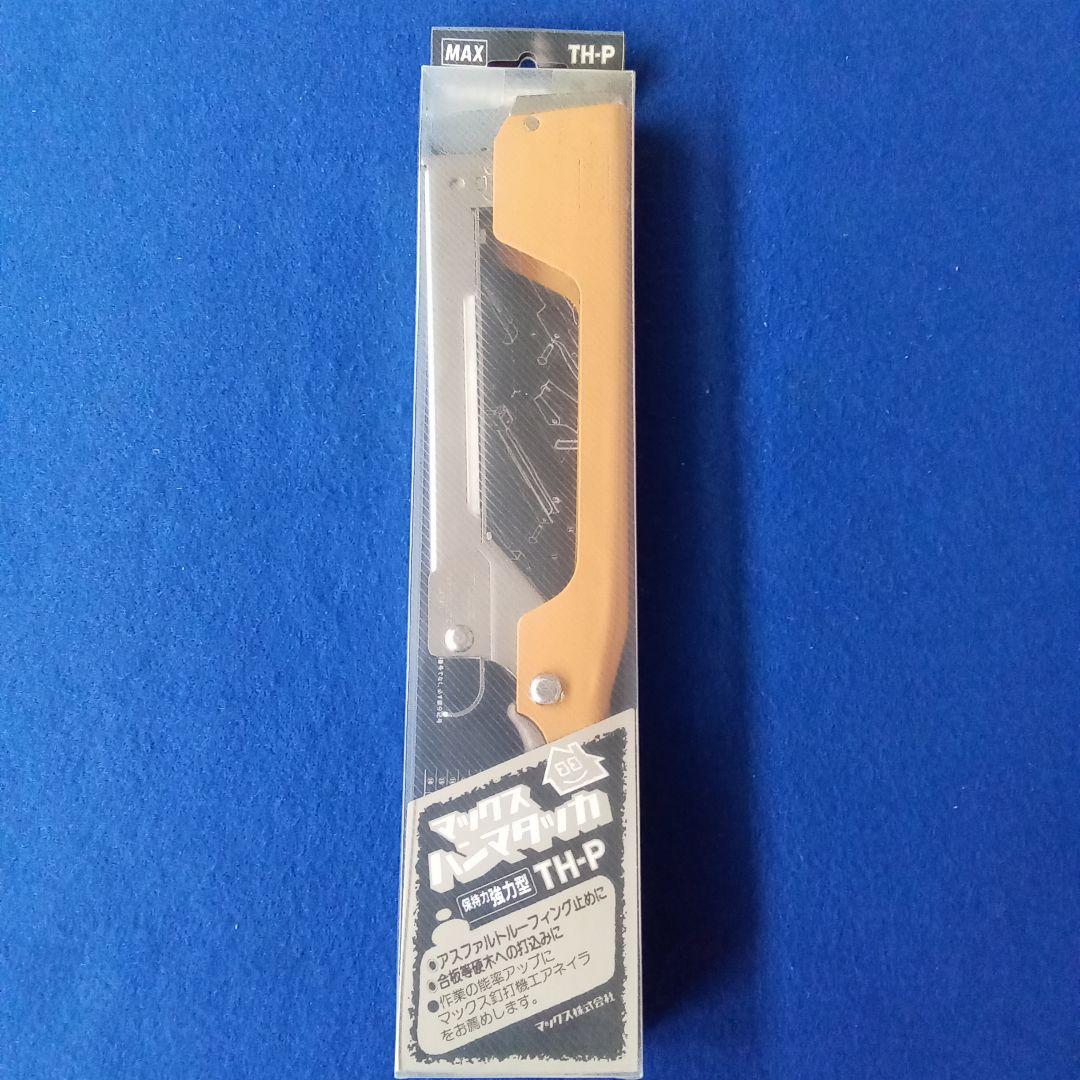 MAX TH-P
マックス
ハンマタッカ
保持力強力型 TH-P
●アスファルトルーフィング止めに
●合板等硬木への打込みに
●作業の能率アップに
マックス釘打機エアネイラ
をお薦めします。
マックス株式会社